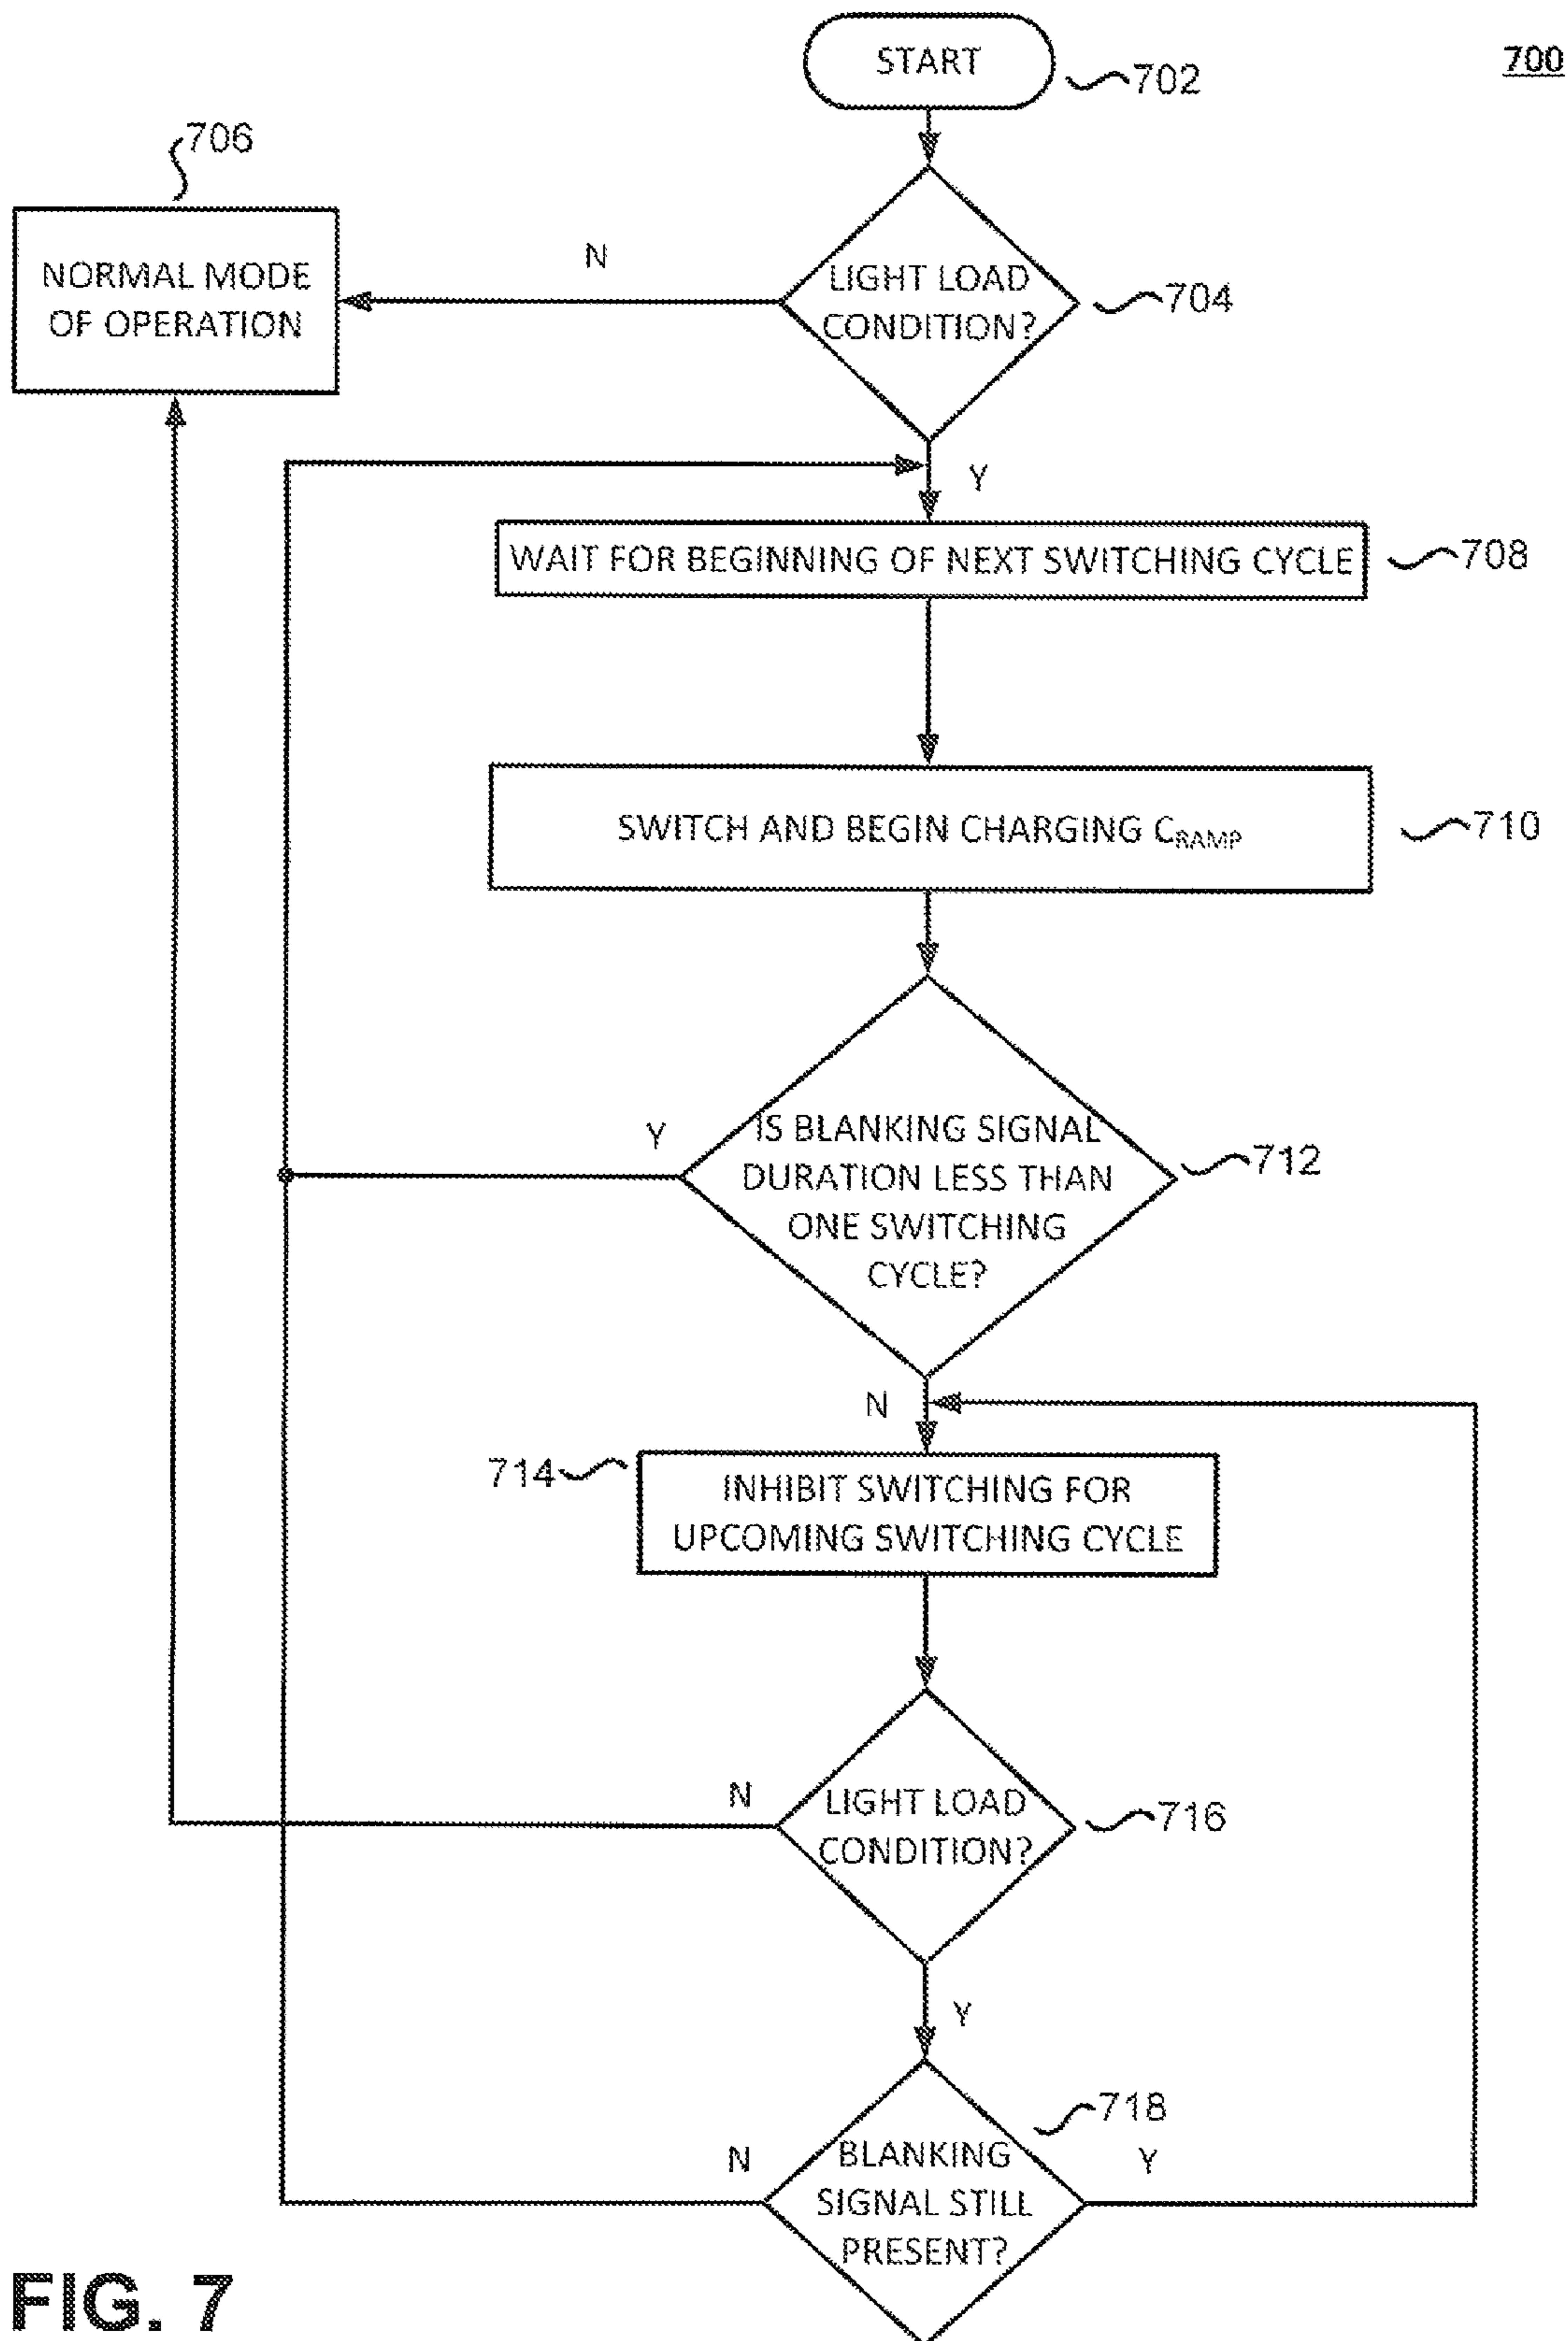 START
702
700
706
NORMAL MODE
OF OPERATION
N
LIGHT LOAD
CONDITION?
704
Y
WAIT FOR BEGINNING OF NEXT SWITCHING CYCLE
708
SWITCH AND BEGIN CHARGING CRAMP
710
Y
IS BLANKING SIGNAL
DURATION LESS THAN
ONE SWITCHING
CYCLE?
712
N
714
INHIBIT SWITCHING FOR
UPCOMING SWITCHING CYCLE
N
LIGHT LOAD
CONDITION?
716
Y
718
N
BLANKING
SIGNAL STILL
PRESENT?
Y
FIG. 7